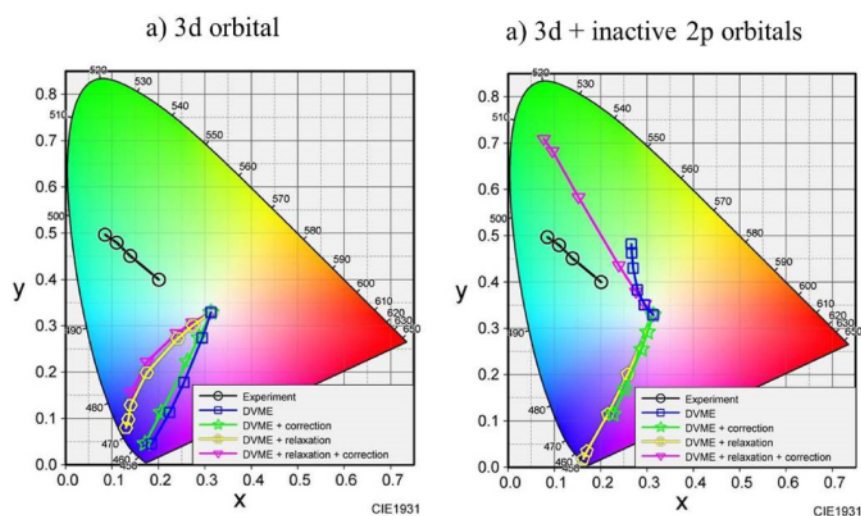 a) 3d orbital
520
530
540
510
550
560
570
500
580
590
600
610
620
630
650
490
480
470
460
450
0.8
0.7
0.6
0.5
0.4
0.3
0.2
0.1
0.0
y
0.0 0.1 0.2 0.3 0.4 0.5 0.6 0.7
x
Experiment
DVME
DVME + correction
DVME + relaxation
DVME + relaxation + correction
CIE1931
a) 3d + inactive 2p orbitals
520
530
540
510
550
560
570
500
580
590
600
610
620
630
650
490
480
470
460
0.8
0.7
0.6
0.5
0.4
0.3
0.2
0.1
0.0
y
0.0 0.1 0.2 0.3 0.4 0.5 0.6 0.7
x
Experiment
DVME
DVME + correction
DVME + relaxation
DVME + relaxation + correction
CIE1931